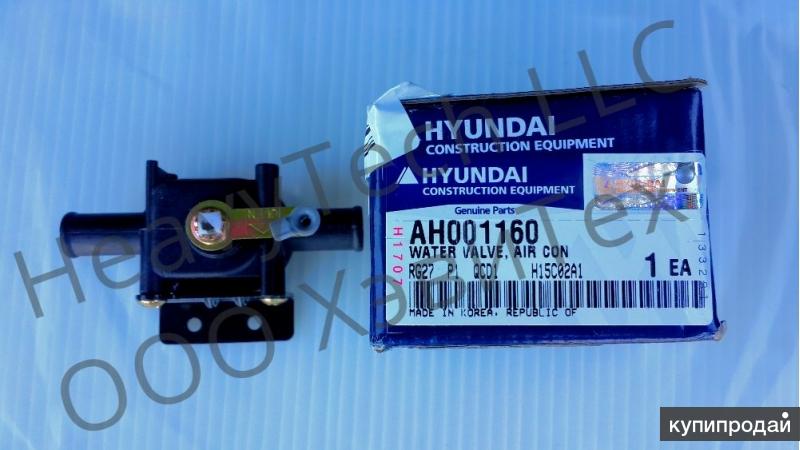 HeavyTech LLC
ООО ХэвиТех
HYUNDAI
CONSTRUCTION EQUIPMENT
HYUNDAI
CONSTRUCTION EQUIPMENT
Genuine Parts
AH001160
WATER VALVE, AIR CON
RG27 P1 QCD1 H15C02A1
1 EA
MADE IN KOREA, REPUBLIC OF
H1707
купипродай